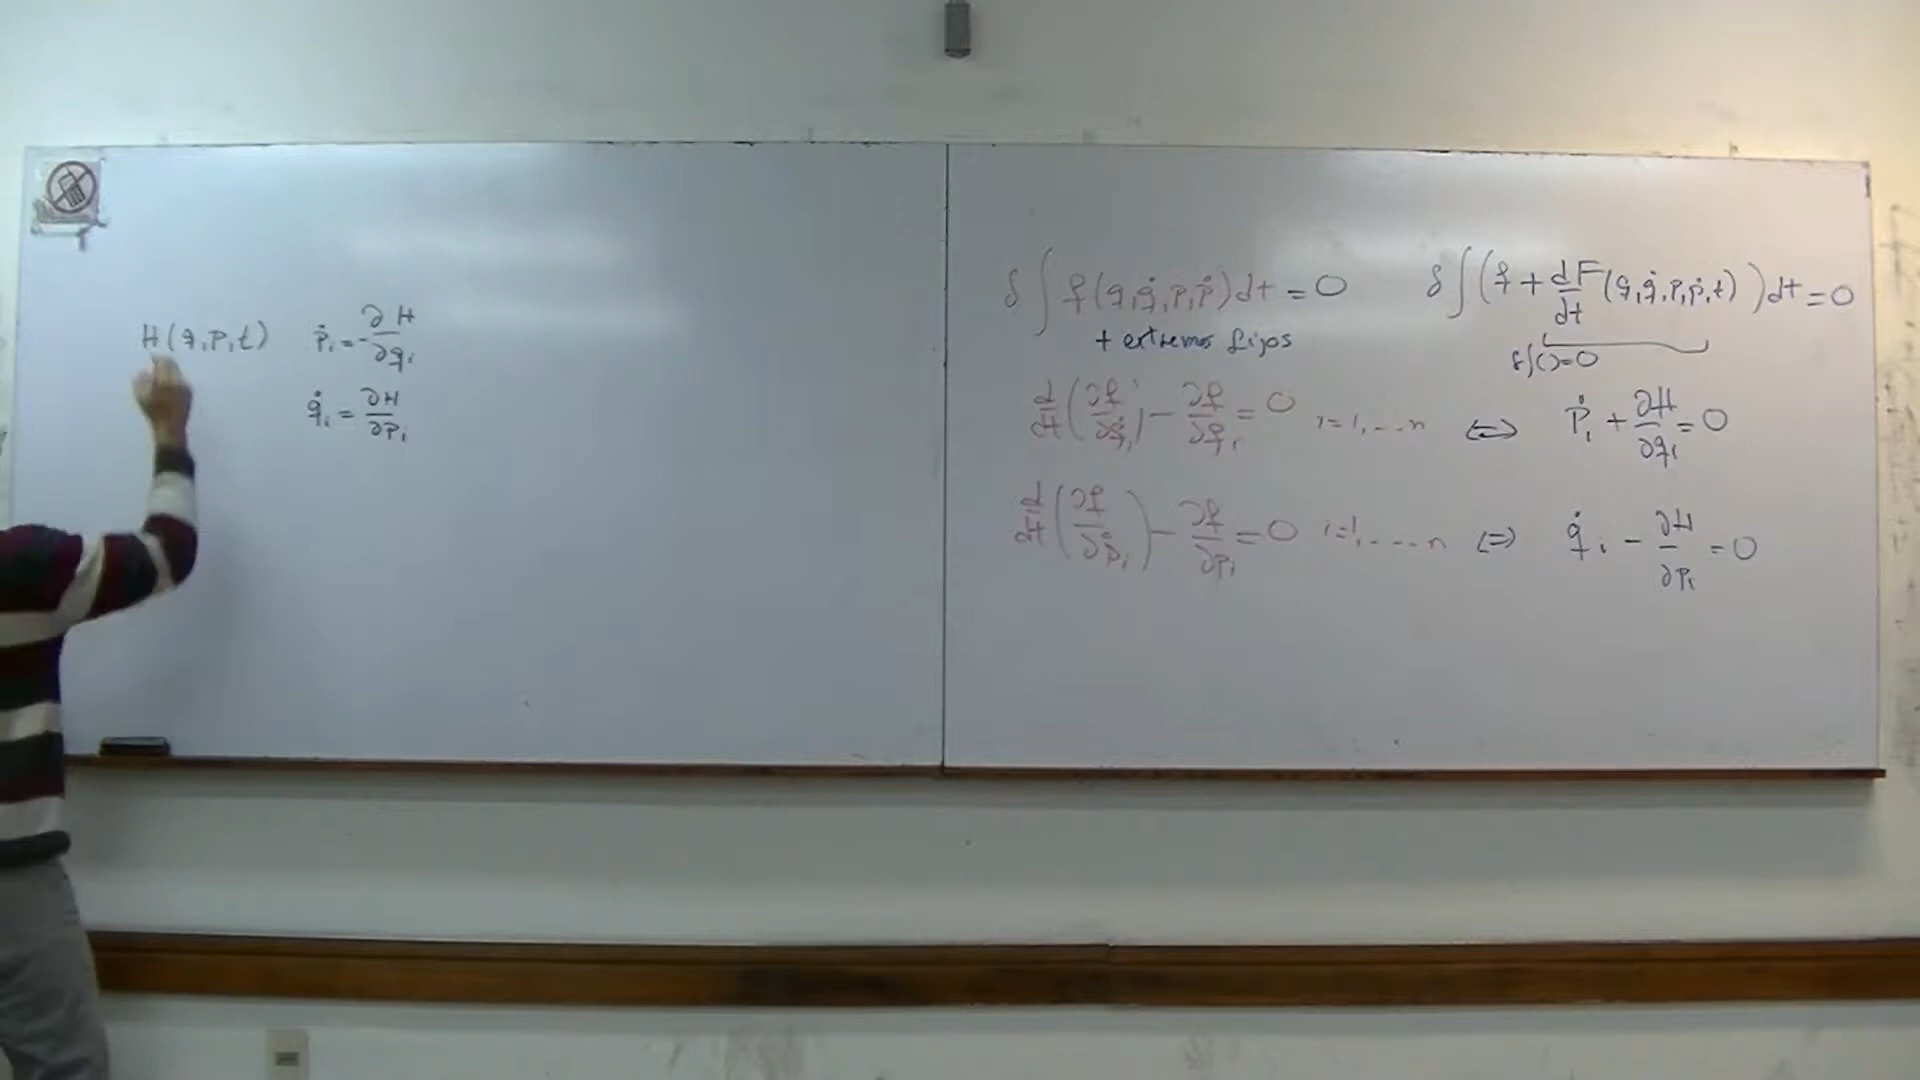 H(q,p,t) ṗᵢ = -∂H/∂qᵢ
q̇ᵢ = ∂H/∂pᵢ
δ∫f(q,q̇,p,ṗ)dt = 0
+ extremos fijos
d/dt(∂f/∂q̇ᵢ) - ∂f/∂qᵢ = 0 i=1,...n ⇔ ṗᵢ + ∂H/∂qᵢ = 0
d/dt(∂f/∂ṗᵢ) - ∂f/∂pᵢ = 0 i=1,...n ⇔ q̇ᵢ - ∂H/∂pᵢ = 0
δ∫(f + dF/dt(q,q̇,p,ṗ,t))dt = 0
δ∫()=0